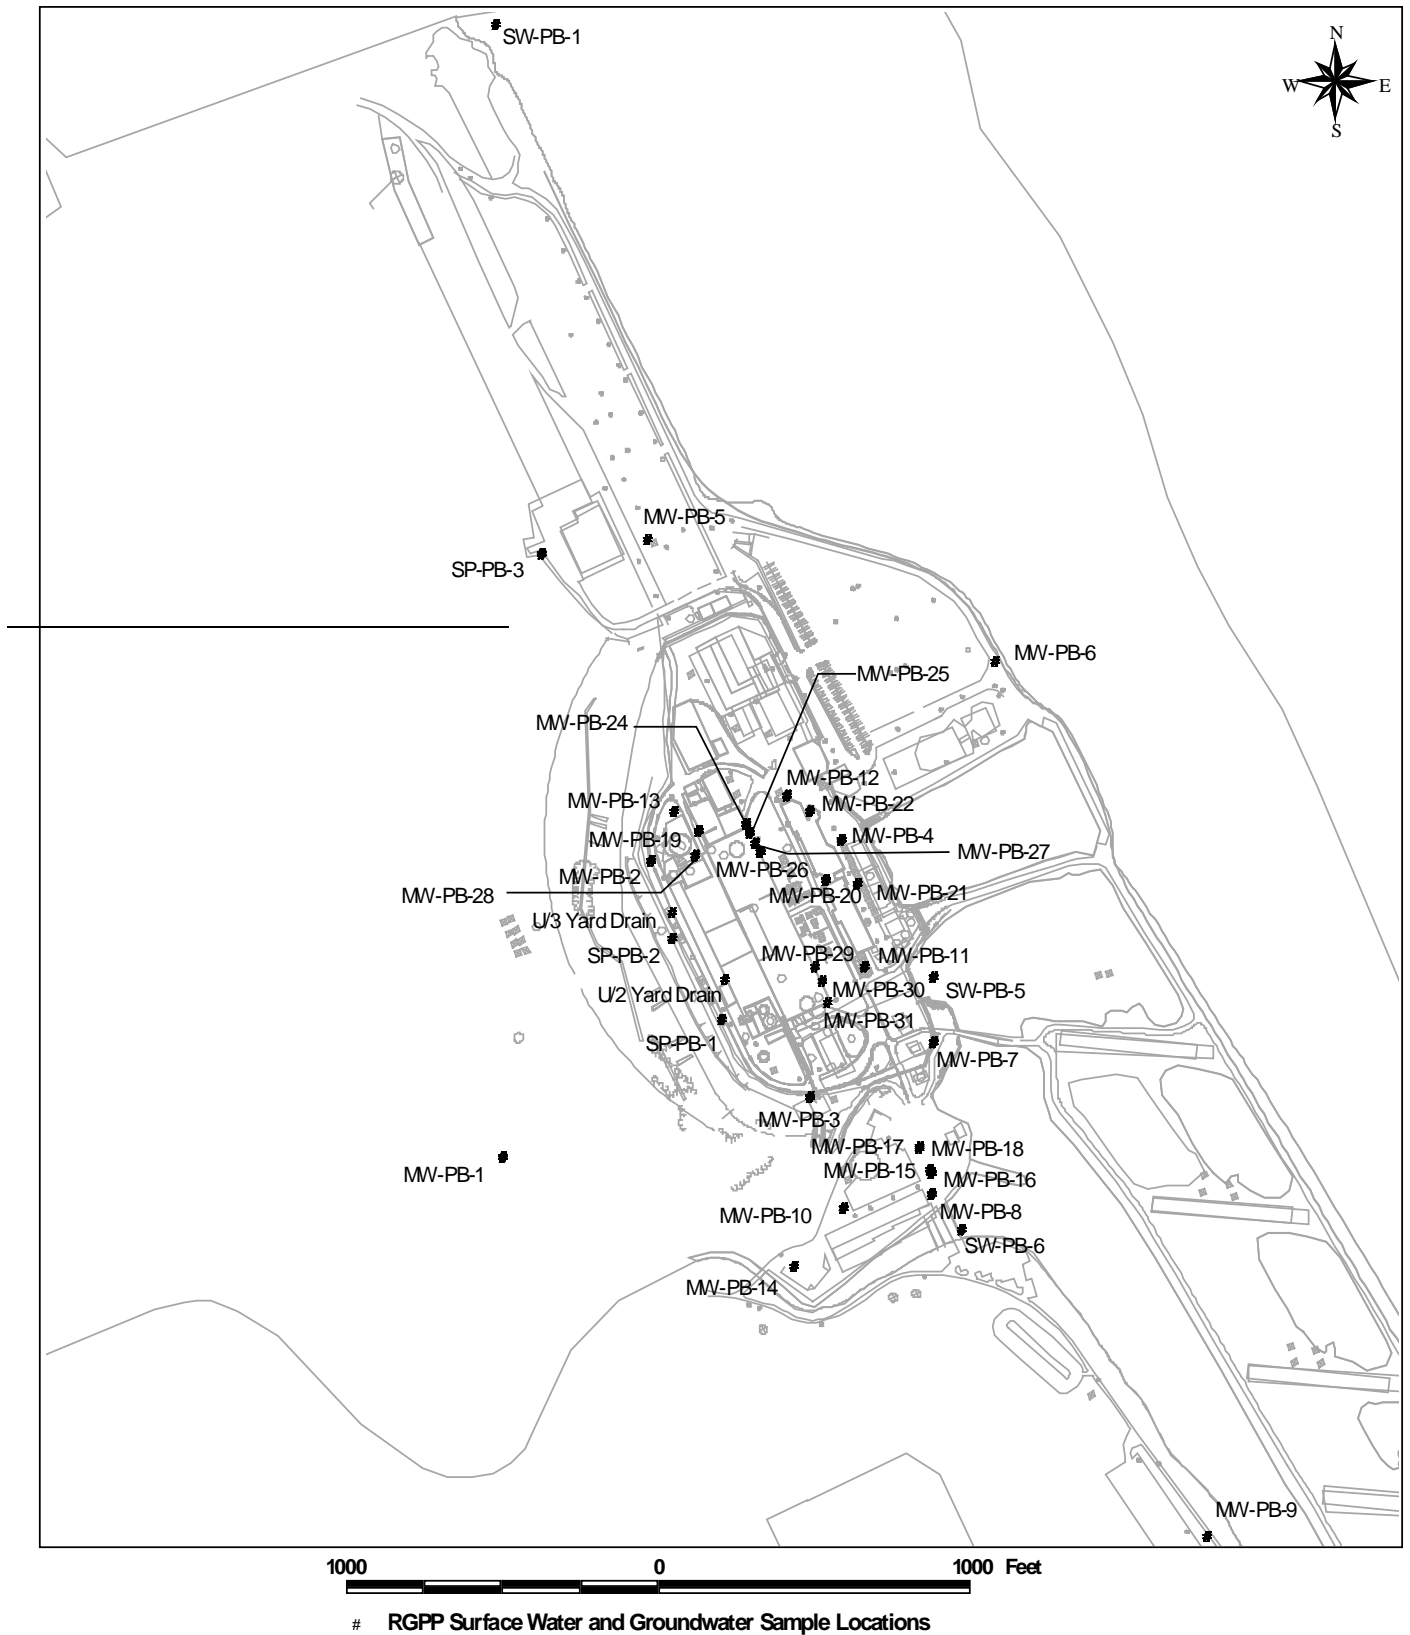 SW-PB-1
N
W
E
S
MW-PB-5
SP-PB-3
MW-PB-6
MW-PB-25
MW-PB-24
MW-PB-12
MW-PB-13
MW-PB-22
MW-PB-19
MW-PB-4
MW-PB-27
MW-PB-26
MW-PB-2
MW-PB-28
MW-PB-20
MW-PB-21
U/3 Yard Drain
SP-PB-2
MW-PB-29
MW-PB-11
U/2 Yard Drain
MW-PB-30
SW-PB-5
MW-PB-31
SP-PB-1
MW-PB-7
MW-PB-3
MW-PB-17
MW-PB-18
MW-PB-1
MW-PB-15
MW-PB-16
MW-PB-10
MW-PB-8
SW-PB-6
MW-PB-14
MW-PB-9
1000 0 1000 Feet
# RGPP Surface Water and Groundwater Sample Locations